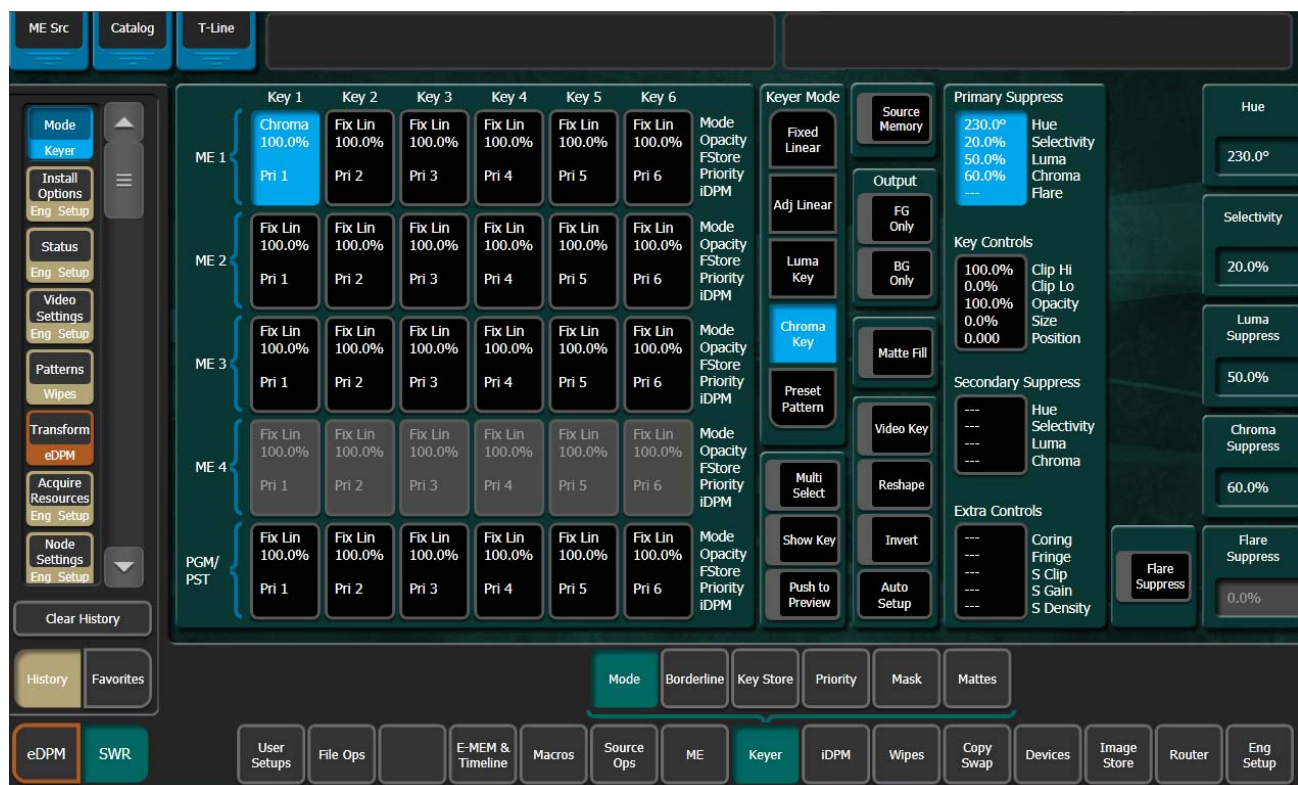 ME Src
Catalog
T-Line
Mode
Keyer
Install
Options
Eng Setup
Status
Eng Setup
Video
Settings
Eng Setup
Patterns
Wipes
Transform
eDPM
Acquire
Resources
Eng Setup
Node
Settings
Eng Setup
Clear History
History
Favorites
eDPM
SWR
Key 1 Key 2 Key 3 Key 4 Key 5 Key 6
ME 1
Chroma Fix Lin Fix Lin Fix Lin Fix Lin Fix Lin Mode
100.0% 100.0% 100.0% 100.0% 100.0% 100.0% Opacity
FStore
Pri 1 Pri 2 Pri 3 Pri 4 Pri 5 Pri 6 Priority
iDPM
ME 2
Fix Lin Fix Lin Fix Lin Fix Lin Fix Lin Fix Lin Mode
100.0% 100.0% 100.0% 100.0% 100.0% 100.0% Opacity
FStore
Pri 1 Pri 2 Pri 3 Pri 4 Pri 5 Pri 6 Priority
iDPM
ME 3
Fix Lin Fix Lin Fix Lin Fix Lin Fix Lin Fix Lin Mode
100.0% 100.0% 100.0% 100.0% 100.0% 100.0% Opacity
FStore
Pri 1 Pri 2 Pri 3 Pri 4 Pri 5 Pri 6 Priority
iDPM
ME 4
Fix Lin Fix Lin Fix Lin Fix Lin Fix Lin Fix Lin Mode
100.0% 100.0% 100.0% 100.0% 100.0% 100.0% Opacity
FStore
Pri 1 Pri 2 Pri 3 Pri 4 Pri 5 Pri 6 Priority
iDPM
PGM/
PST
Fix Lin Fix Lin Fix Lin Fix Lin Fix Lin Fix Lin Mode
100.0% 100.0% 100.0% 100.0% 100.0% 100.0% Opacity
FStore
Pri 1 Pri 2 Pri 3 Pri 4 Pri 5 Pri 6 Priority
iDPM
Keyer Mode
Fixed
Linear
Adj Linear
Luma
Key
Chroma
Key
Preset
Pattern
Multi
Select
Show Key
Push to
Preview
Source
Memory
Output
FG
Only
BG
Only
Matte Fill
Video Key
Reshape
Invert
Auto
Setup
Primary Suppress
230.0° Hue
20.0% Selectivity
50.0% Luma
60.0% Chroma
--- Flare
Key Controls
100.0% Clip Hi
0.0% Clip Lo
100.0% Opacity
0.0% Size
0.000 Position
Secondary Suppress
--- Hue
--- Selectivity
--- Luma
--- Chroma
Extra Controls
--- Coring
--- Fringe
--- S Clip
--- S Gain
--- S Density
Flare
Suppress
Hue
230.0°
Selectivity
20.0%
Luma
Suppress
50.0%
Chroma
Suppress
60.0%
Flare
Suppress
0.0%
Mode
Borderline
Key Store
Priority
Mask
Mattes
User
Setups
File Ops
E-MEM &
Timeline
Macros
Source
Ops
ME
Keyer
iDPM
Wipes
Copy
Swap
Devices
Image
Store
Router
Eng
Setup